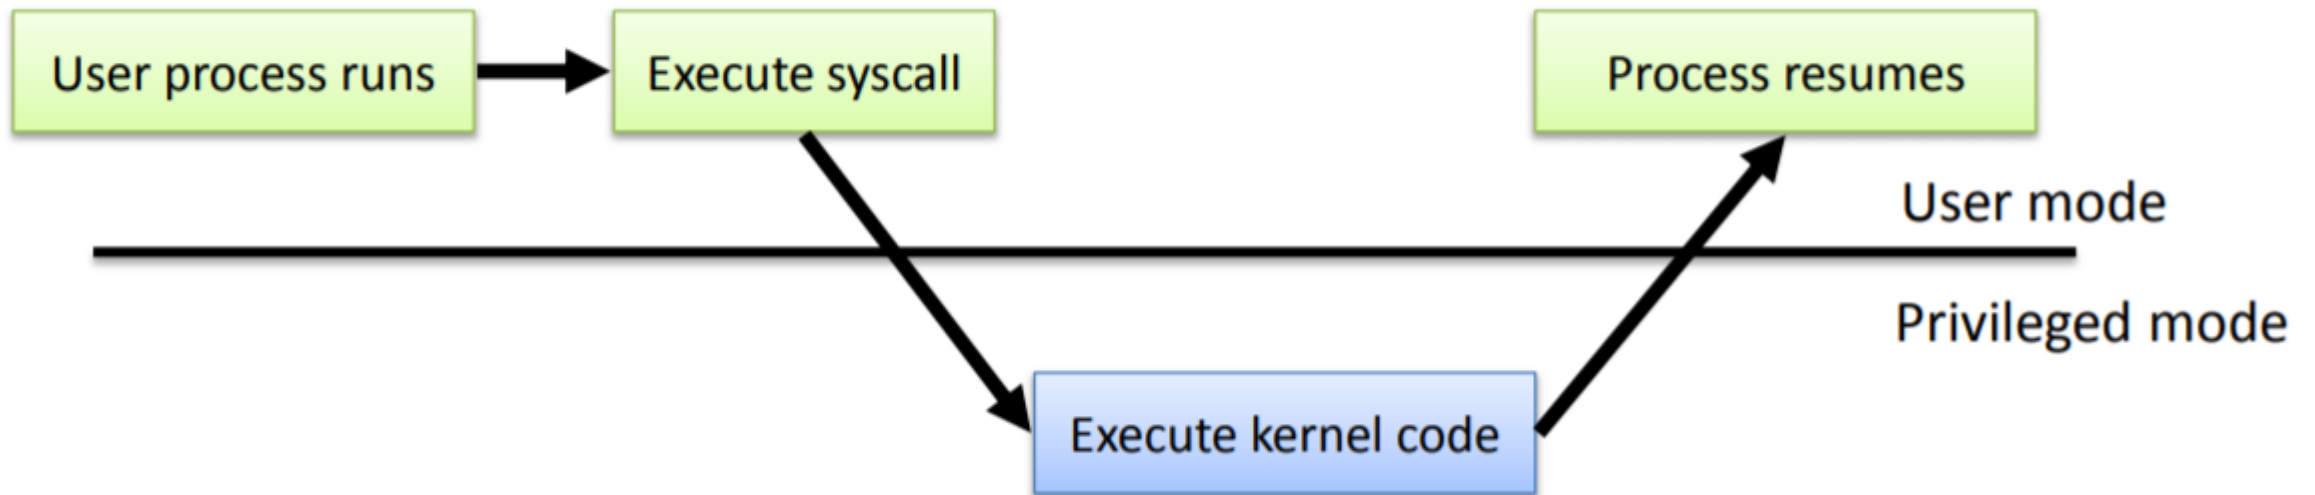 User process runs
Execute syscall
Process resumes
User mode
Privileged mode
Execute kernel code